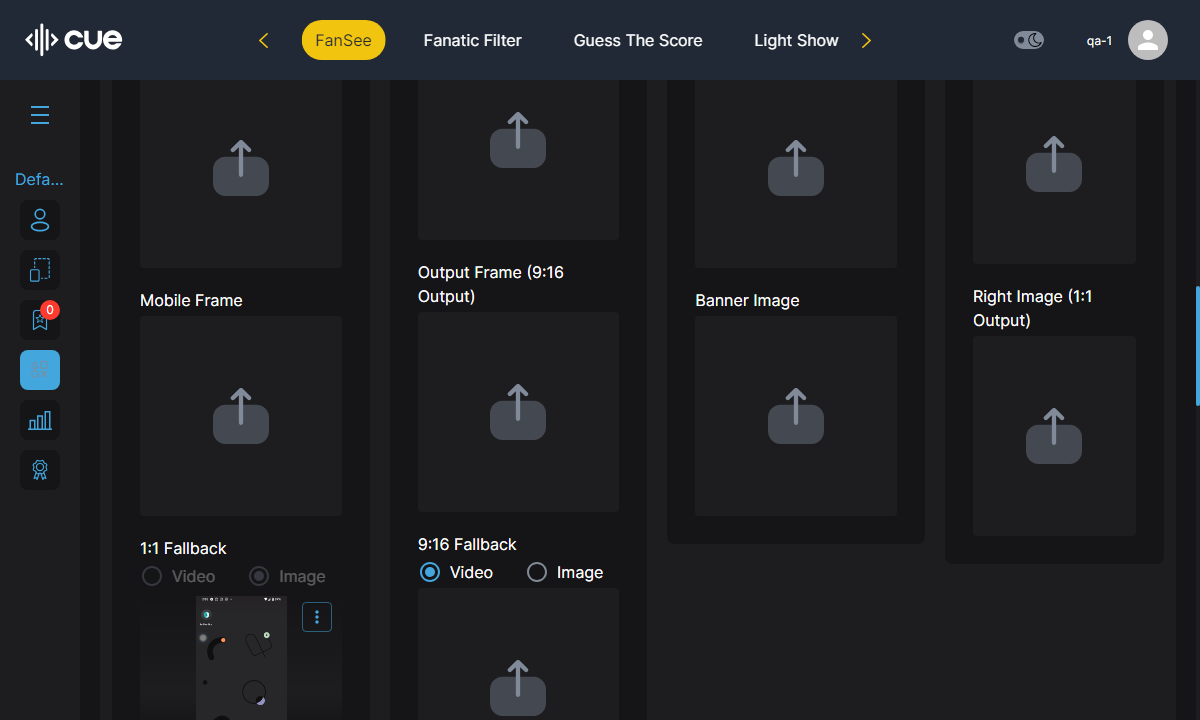 cue
FanSee
Fanatic Filter
Guess The Score
Light Show
qa-1
Defa...
0
Mobile Frame
Output Frame (9:16
Output)
Banner Image
Right Image (1:1
Output)
1:1 Fallback
Video
Image
9:16 Fallback
Video
Image